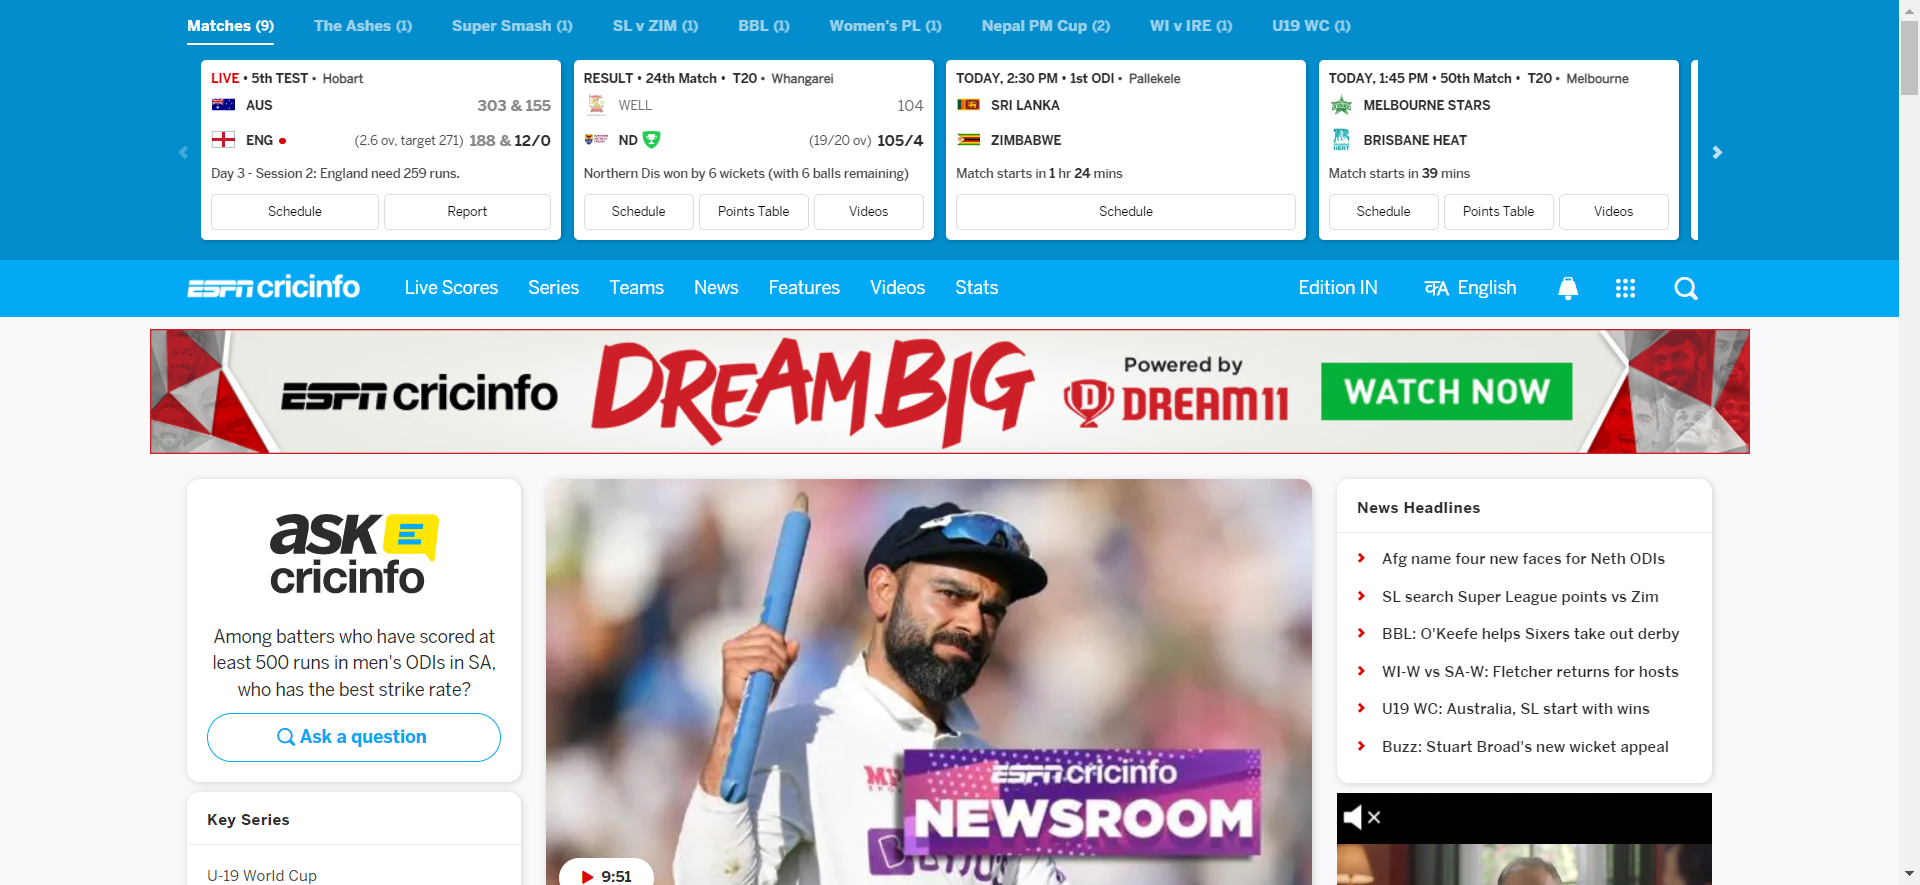 Matches (9)
The Ashes (1)
Super Smash (1)
SL v ZIM (1)
BBL (1)
Women's PL (1)
Nepal PM Cup (2)
WI v IRE (1)
U19 WC (1)
LIVE • 5th TEST • Hobart
AUS 303 & 155
ENG (2.6 ov, target 271) 188 & 12/0
Day 3 - Session 2: England need 259 runs.
Schedule
Report
RESULT • 24th Match • T20 • Whangarei
WELL 104
ND (19/20 ov) 105/4
Northern Dis won by 6 wickets (with 6 balls remaining)
Schedule
Points Table
Videos
TODAY, 2:30 PM • 1st ODI • Pallekele
SRI LANKA
ZIMBABWE
Match starts in 1 hr 24 mins
Schedule
TODAY, 1:45 PM • 50th Match • T20 • Melbourne
MELBOURNE STARS
BRISBANE HEAT
Match starts in 39 mins
Schedule
Points Table
Videos
ESPN cricinfo
Live Scores
Series
Teams
News
Features
Videos
Stats
Edition IN
कA English
ESPN cricinfo
DREAM BIG
Powered by
DREAM11
WATCH NOW
ask E
cricinfo
Among batters who have scored at
least 500 runs in men's ODIs in SA,
who has the best strike rate?
Ask a question
Key Series
U-19 World Cup
ESPN cricinfo
NEWSROOM
9:51
News Headlines
Afg name four new faces for Neth ODIs
SL search Super League points vs Zim
BBL: O'Keefe helps Sixers take out derby
WI-W vs SA-W: Fletcher returns for hosts
U19 WC: Australia, SL start with wins
Buzz: Stuart Broad's new wicket appeal